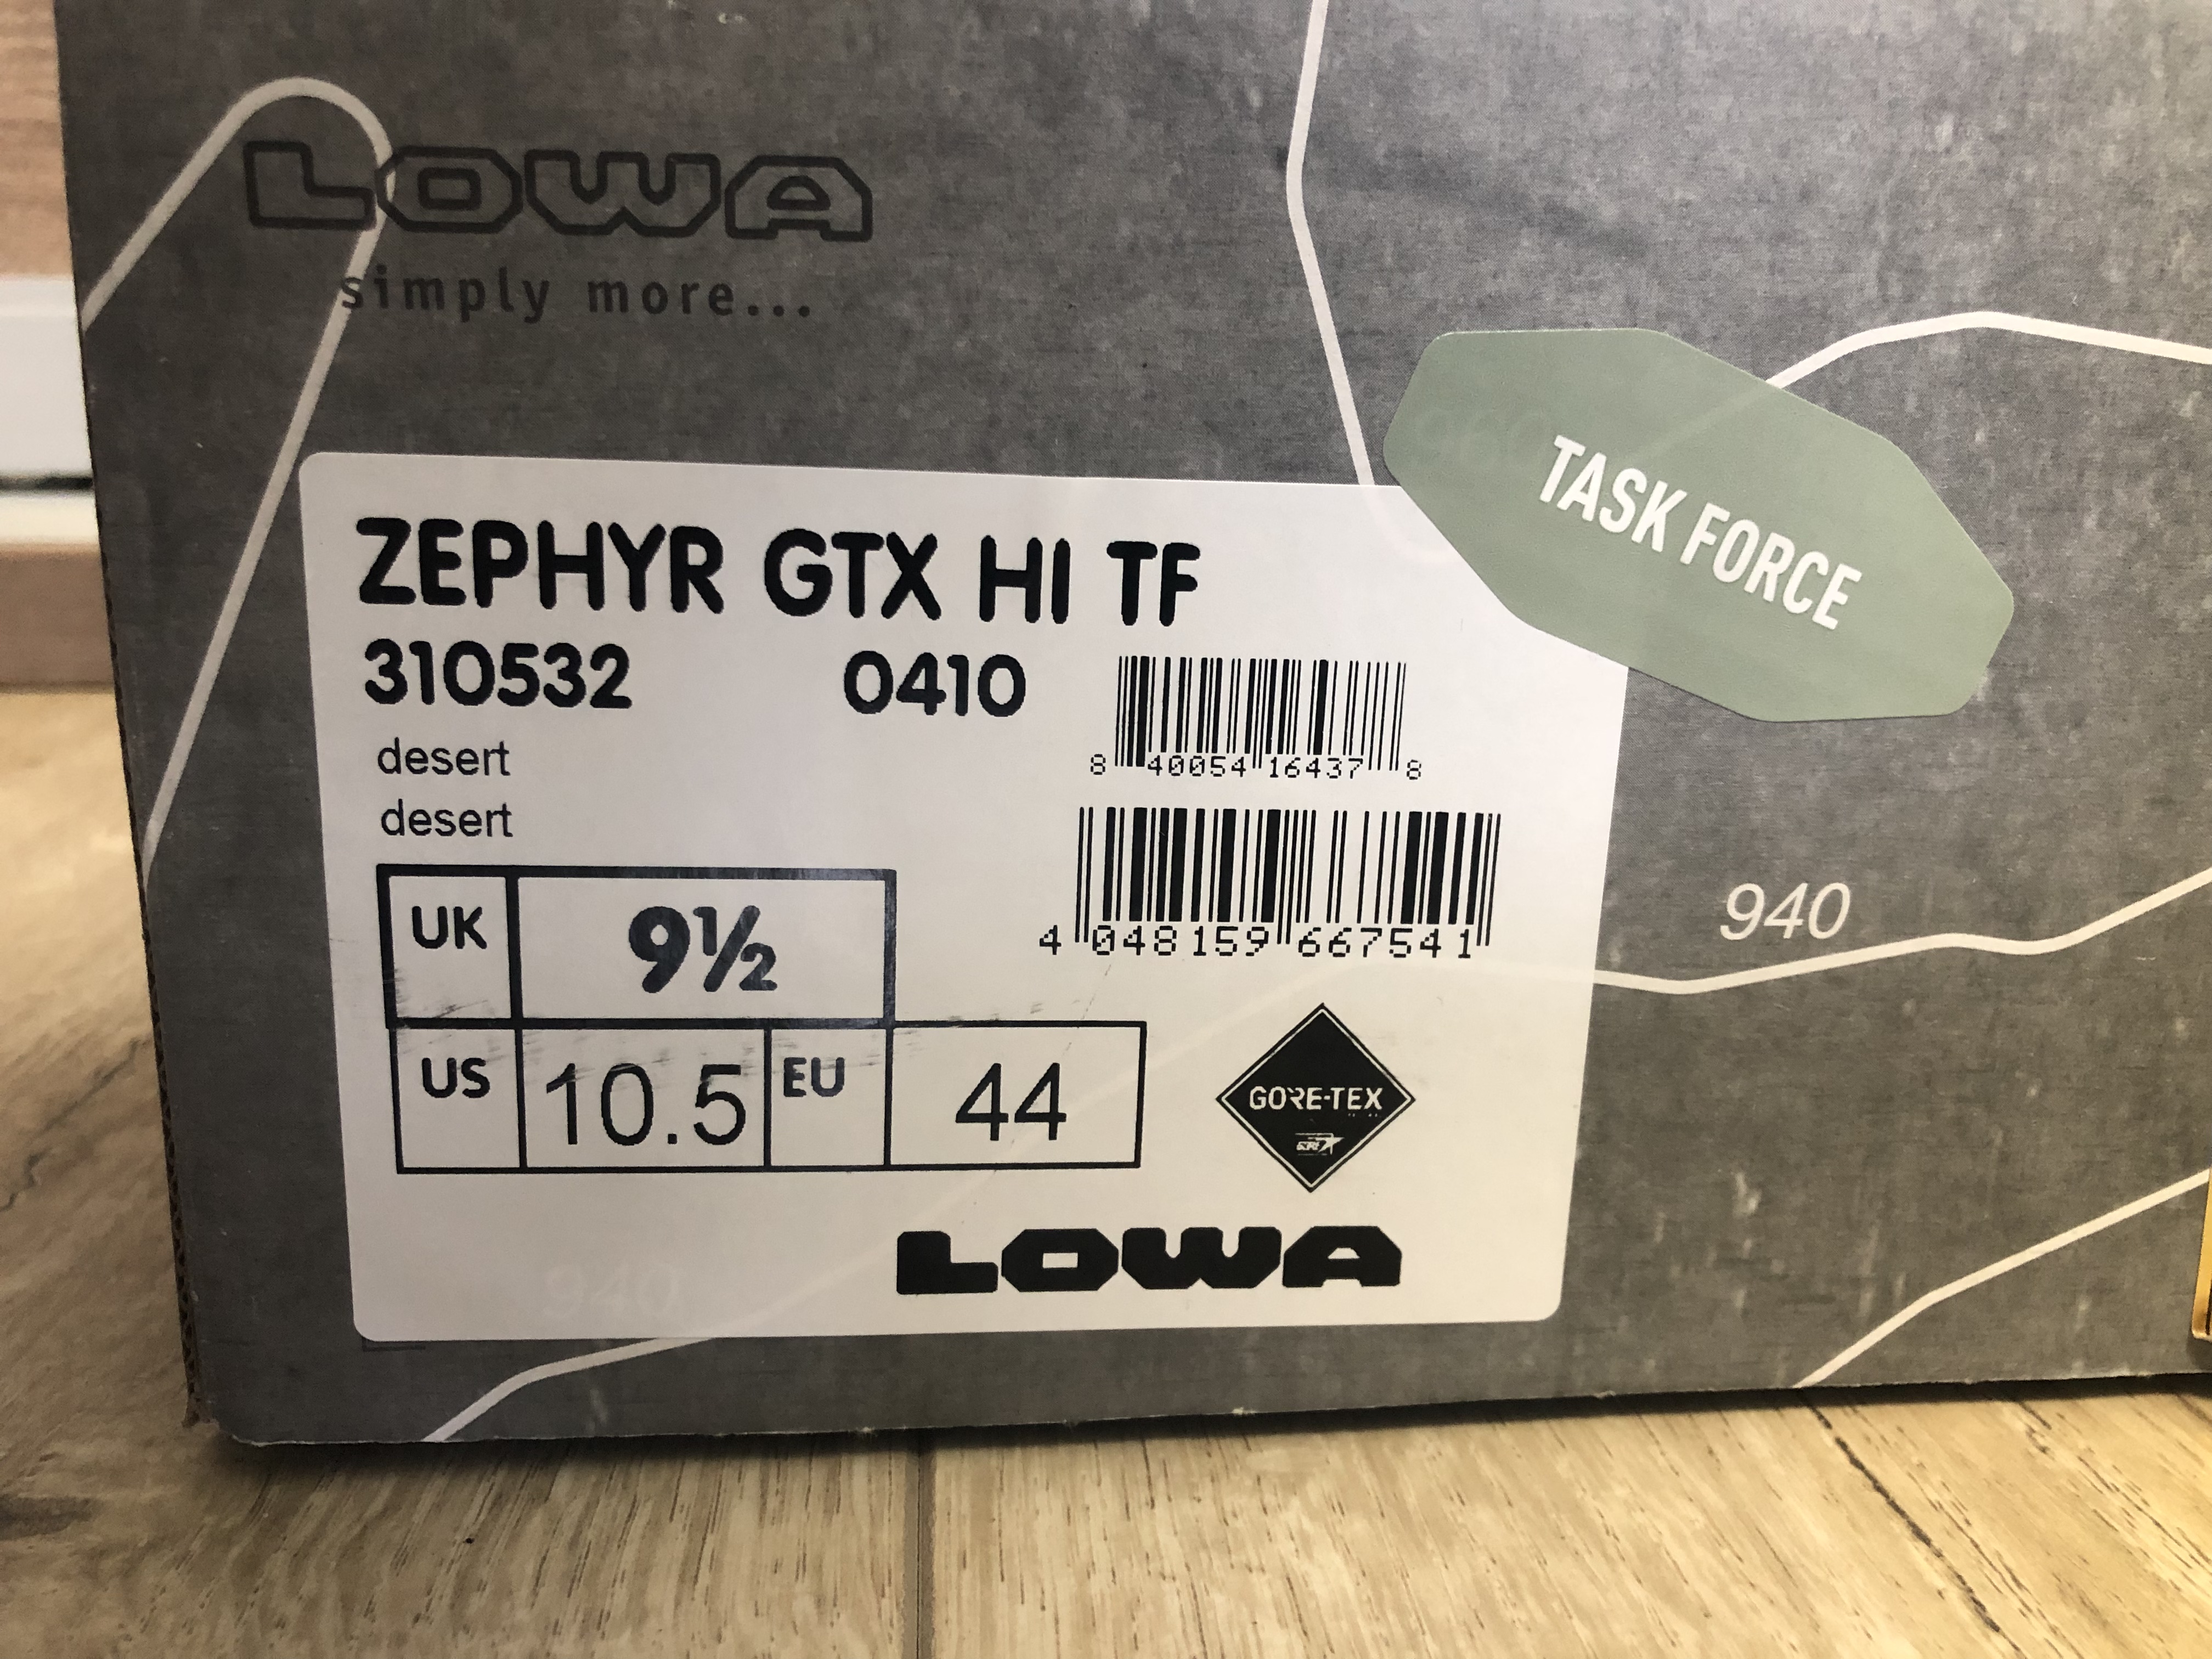 LOWA
simply more...
TASK FORCE
ZEPHYR GTX HI TF
310532 0410
desert
desert
8 40054 16437 8
4 048159 667541
UK 9½
US 10.5 EU 44
GORE-TEX
LOWA
940
940